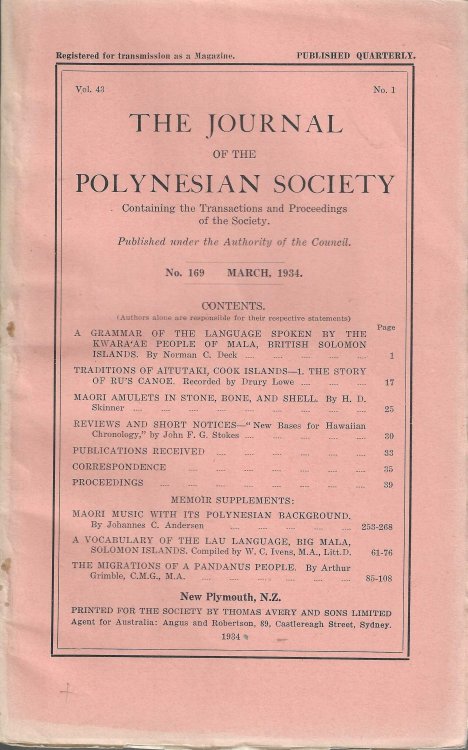 Registered for transmission as a Magazine. PUBLISHED QUARTERLY.
Vol. 43 No. 1
THE JOURNAL
OF THE
POLYNESIAN SOCIETY
Containing the Transactions and Proceedings
of the Society.
Published under the Authority of the Council.
No. 169 MARCH, 1934.
CONTENTS.
(Authors alone are responsible for their respective statements)
Page
A GRAMMAR OF THE LANGUAGE SPOKEN BY THE
KWARA'AE PEOPLE OF MALA, BRITISH SOLOMON
ISLANDS. By Norman C. Deck .... .... .... .... 1
TRADITIONS OF AITUTAKI, COOK ISLANDS—1. THE STORY
OF RU'S CANOE. Recorded by Drury Lowe .... .... .... 17
MAORI AMULETS IN STONE, BONE, AND SHELL. By H. D.
Skinner .... .... .... .... .... .... .... 25
REVIEWS AND SHORT NOTICES—"New Bases for Hawaiian
Chronology," by John F. G. Stokes .... .... .... .... 30
PUBLICATIONS RECEIVED .... .... .... .... .... 33
CORRESPONDENCE .... .... .... .... .... .... 35
PROCEEDINGS .... .... .... .... .... .... .... 39
MEMOIR SUPPLEMENTS:
MAORI MUSIC WITH ITS POLYNESIAN BACKGROUND.
By Johannes C. Andersen .... .... .... .... 253-268
A VOCABULARY OF THE LAU LANGUAGE, BIG MALA,
SOLOMON ISLANDS. Compiled by W. C. Ivens, M.A., Litt.D. 61-76
THE MIGRATIONS OF A PANDANUS PEOPLE. By Arthur
Grimble, C.M.G., M.A. .... .... .... .... .... 85-108
New Plymouth, N.Z.
PRINTED FOR THE SOCIETY BY THOMAS AVERY AND SONS LIMITED
Agent for Australia: Angus and Robertson, 89, Castlereagh Street, Sydney.
1934